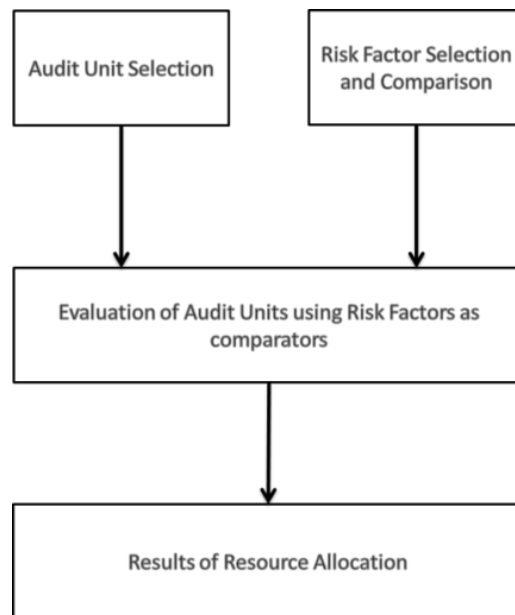 Audit Unit Selection
Risk Factor Selection
and Comparison
Evaluation of Audit Units using Risk Factors as
comparators
Results of Resource Allocation